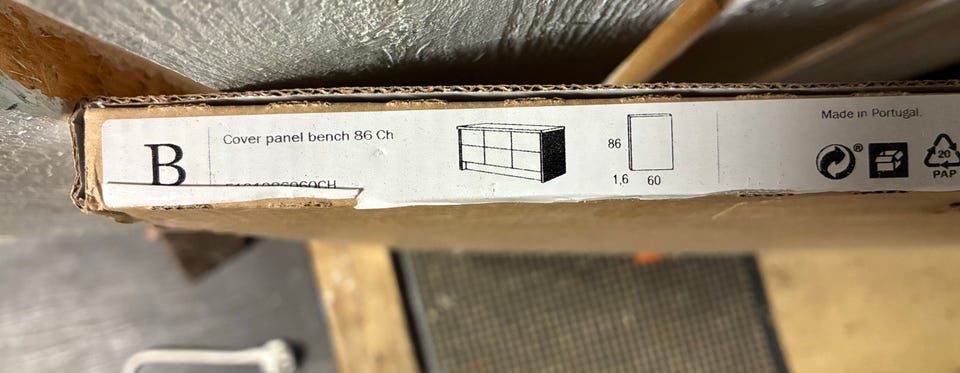 B
Cover panel bench 86 Ch
86
1,6 60
Made in Portugal.
®
20
PAP